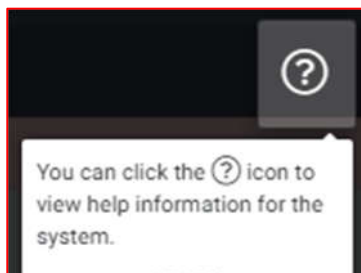 ?
You can click the ? icon to
view help information for the
system.